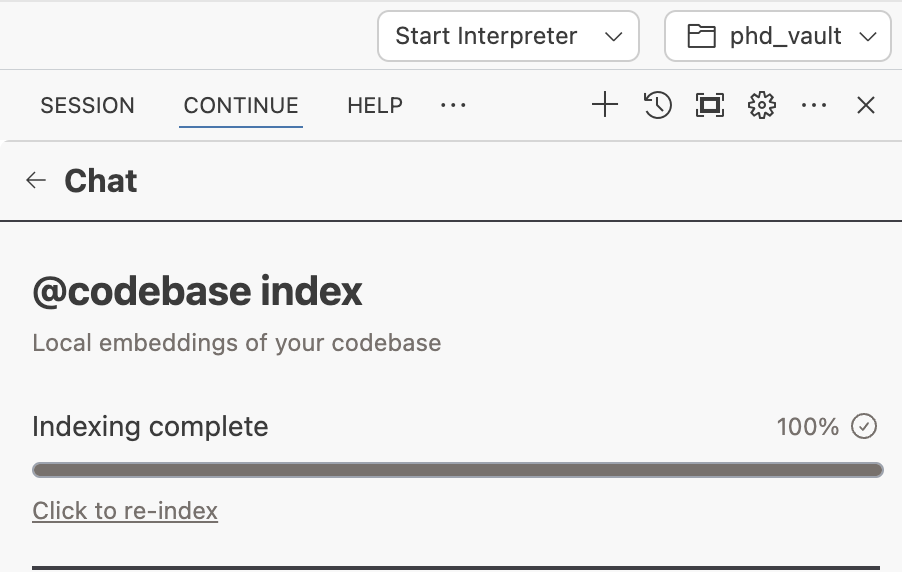 Start Interpreter phd_vault
SESSION CONTINUE HELP
Chat
@codebase index
Local embeddings of your codebase
Indexing complete 100%
Click to re-index